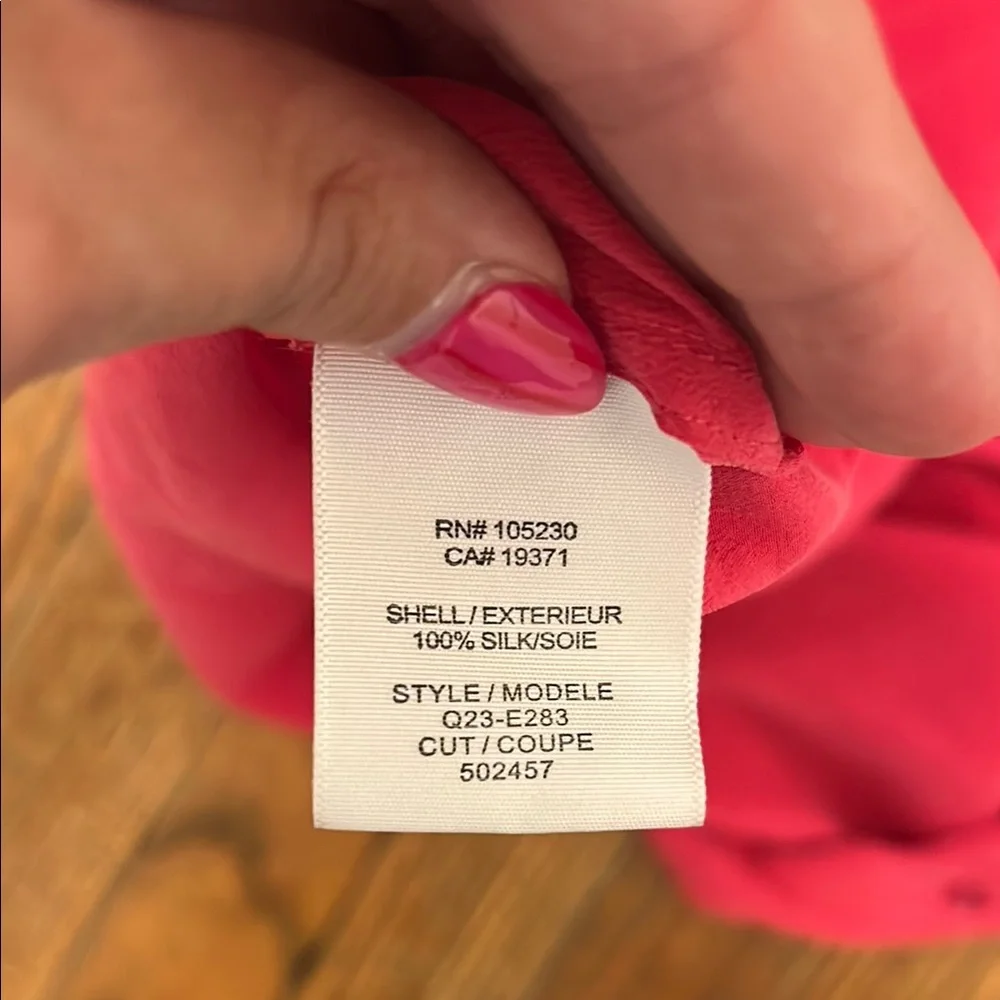 RN# 105230
CA# 19371
SHELL / EXTERIEUR
100% SILK/SOIE
STYLE / MODELE
Q23-E283
CUT / COUPE
502457